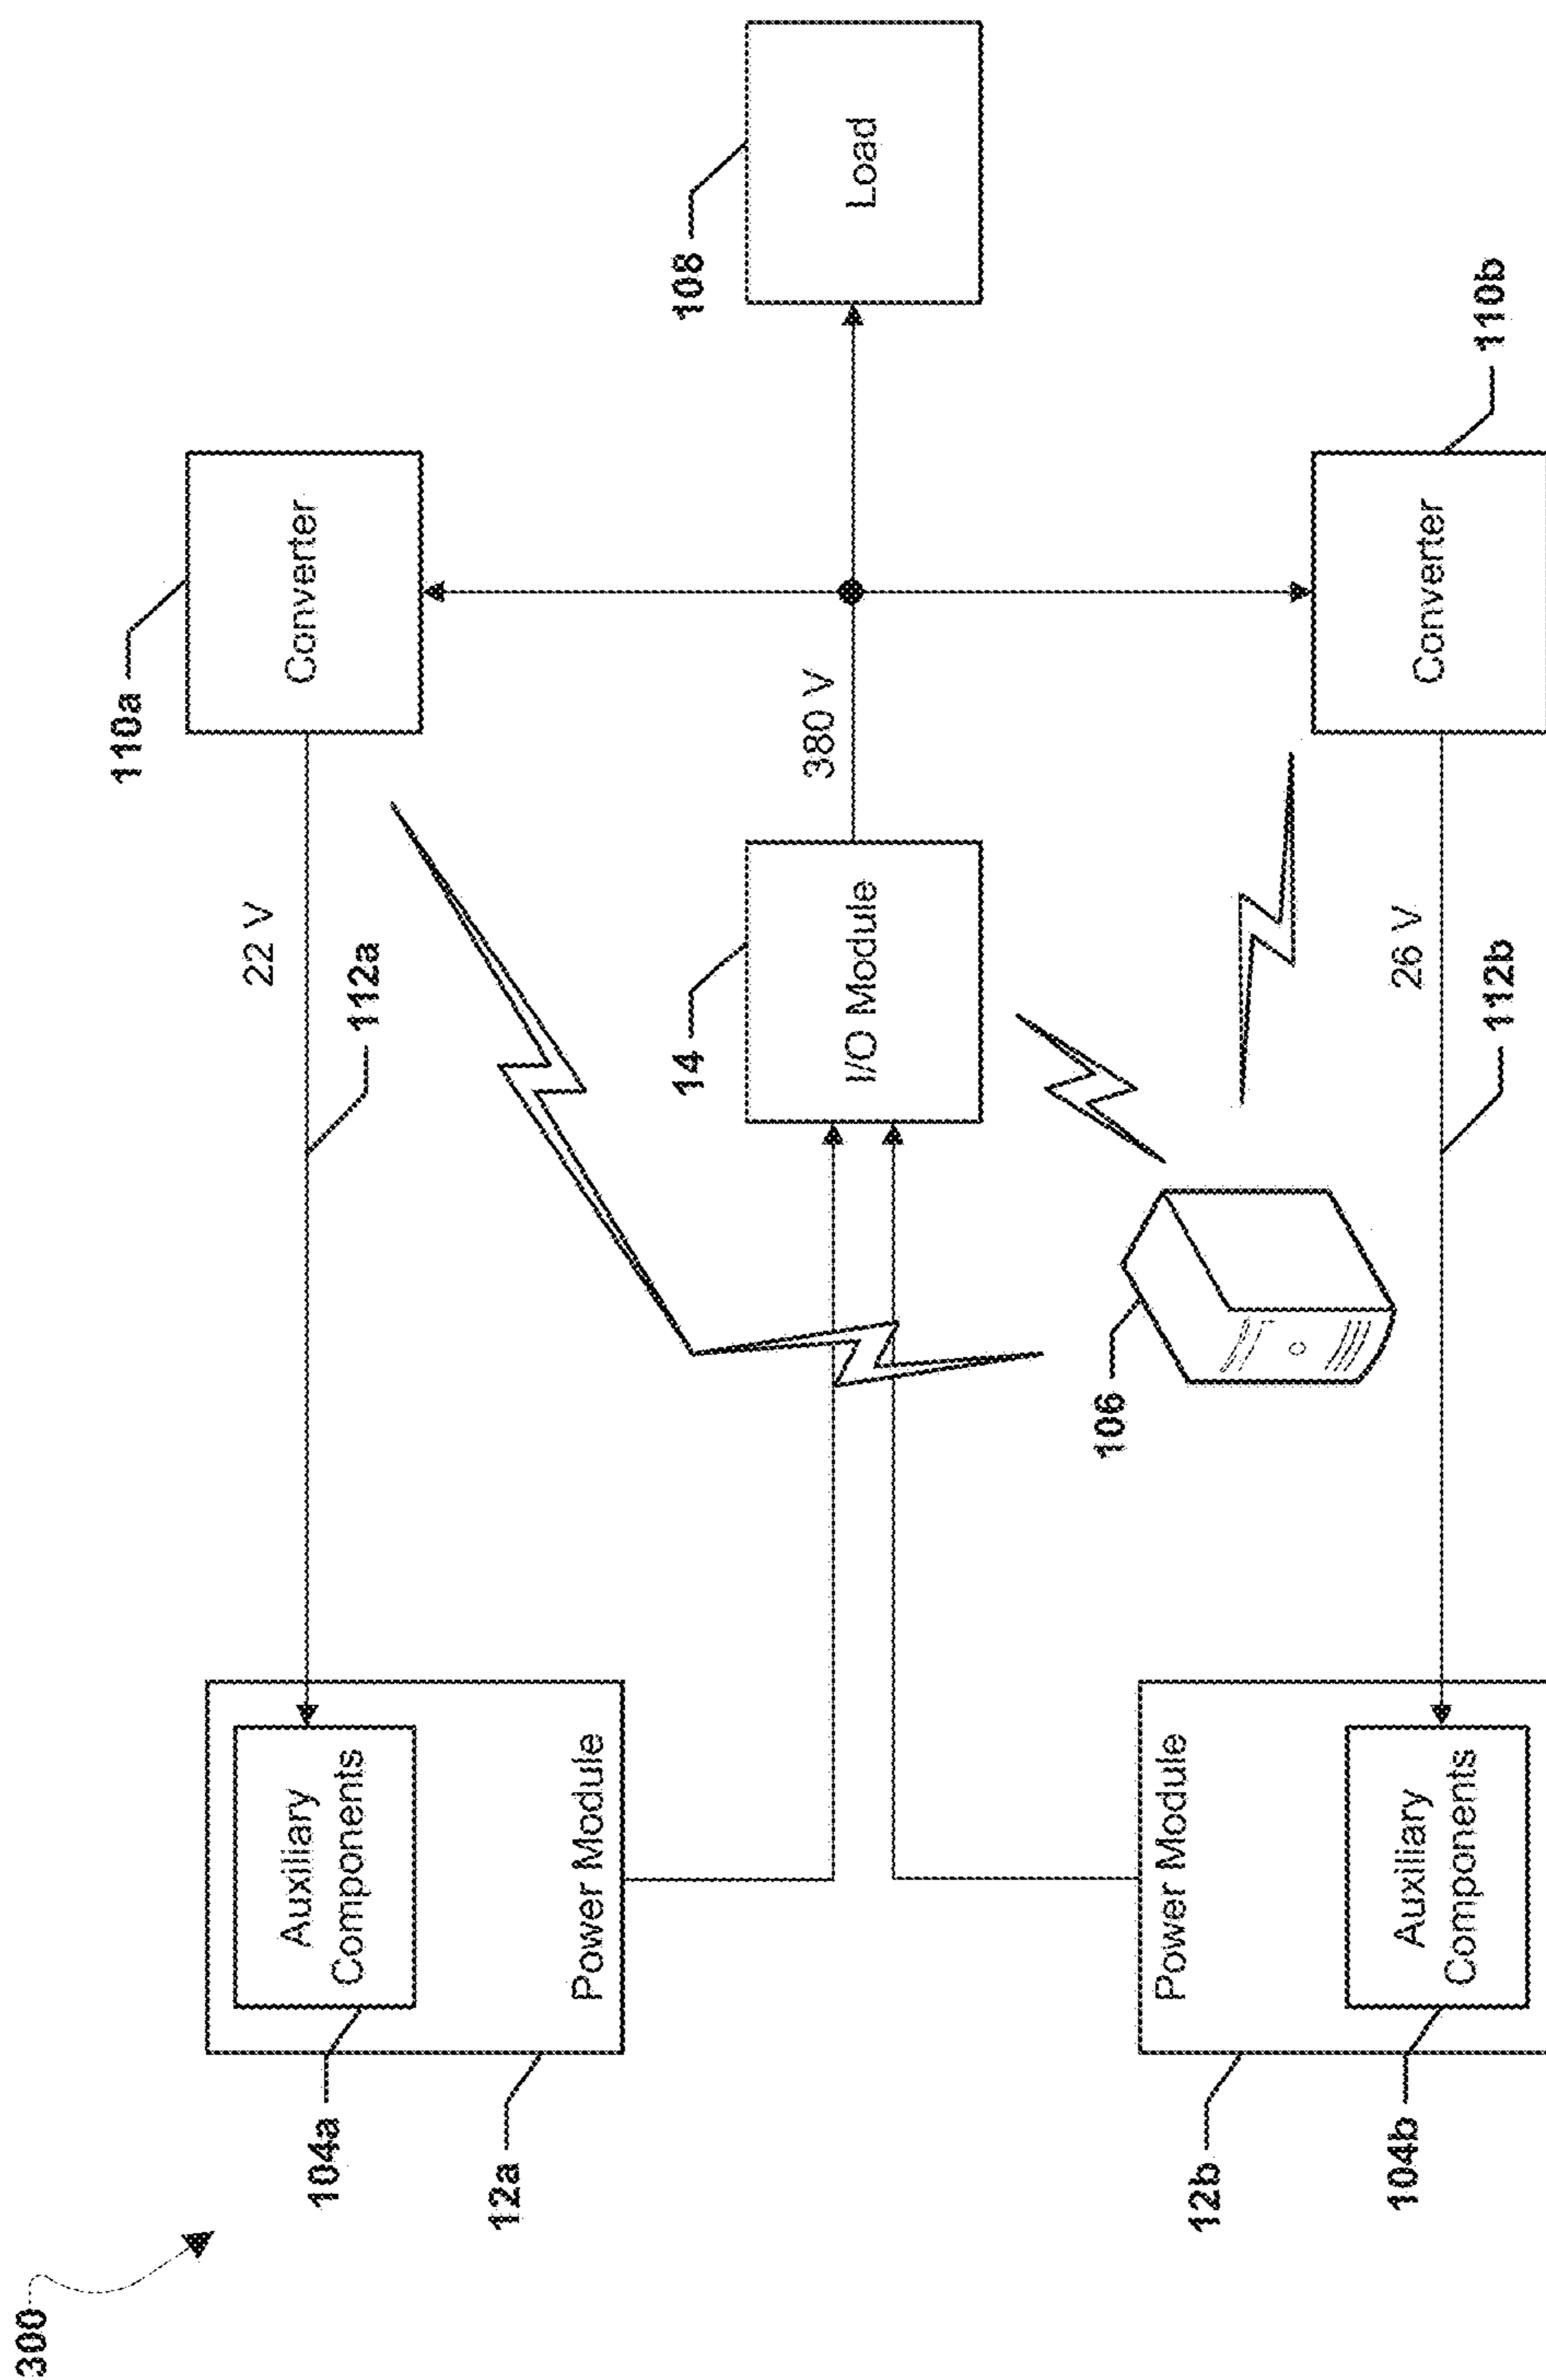 300
110a
Converter
22 V
112a
Auxiliary
Components
104a
Power Module
12a
108
Load
14
I/O Module
380 V
106
Power Module
12b
Auxiliary
Components
104b
26 V
112b
Converter
110b